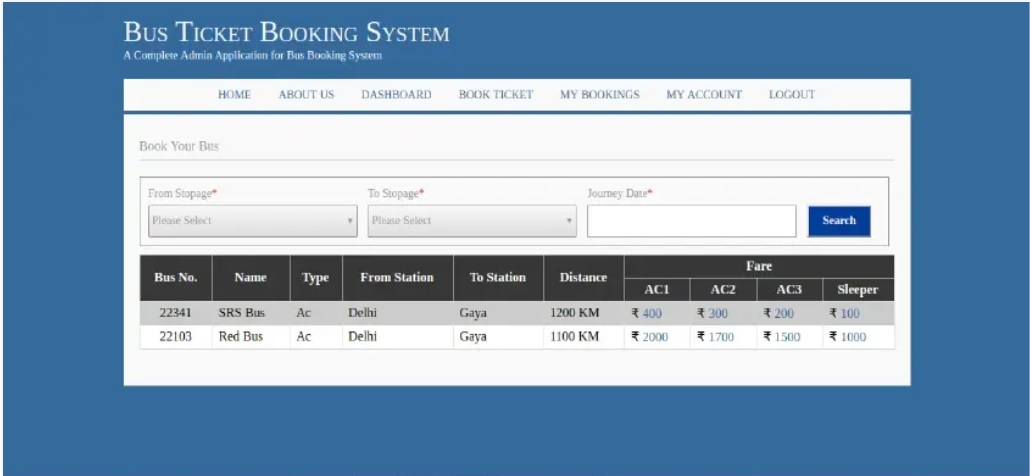 BUS TICKET BOOKING SYSTEM
A Complete Admin Application for Bus Booking System
HOME ABOUT US DASHBOARD BOOK TICKET MY BOOKINGS MY ACCOUNT LOGOUT
Book Your Bus
From Stopage* To Stopage* Journey Date*
Please Select Please Select Search
Bus No. Name Type From Station To Station Distance Fare
AC1 AC2 AC3 Sleeper
22341 SRS Bus Ac Delhi Gaya 1200 KM ₹ 400 ₹ 300 ₹ 200 ₹ 100
22103 Red Bus Ac Delhi Gaya 1100 KM ₹ 2000 ₹ 1700 ₹ 1500 ₹ 1000